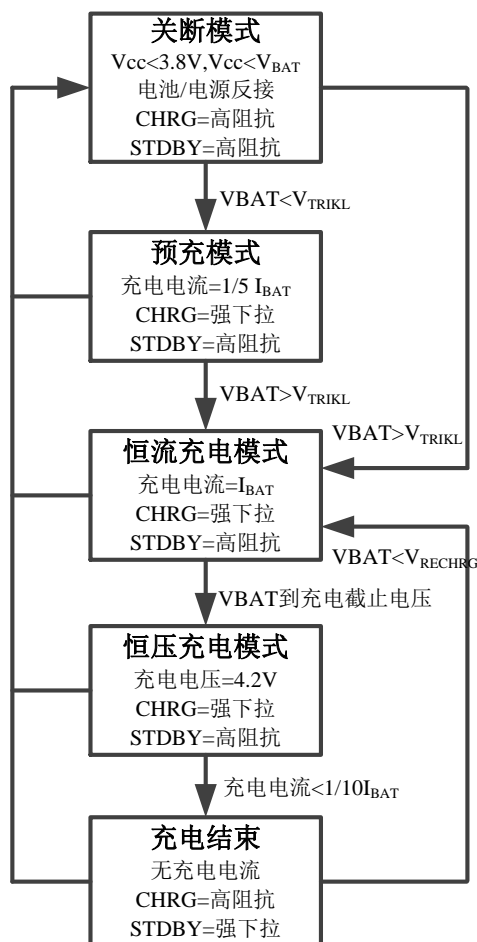 关断模式
Vcc<3.8V,Vcc<VBAT
电池/电源反接
CHRG=高阻抗
STDBY=高阻抗
VBAT<VTRIKL
预充模式
充电电流=1/5 IBAT
CHRG=强下拉
STDBY=高阻抗
VBAT>VTRIKL
VBAT>VTRIKL
恒流充电模式
充电电流=IBAT
CHRG=强下拉
STDBY=高阻抗
VBAT<VRECHRG
VBAT到充电截止电压
恒压充电模式
充电电压=4.2V
CHRG=强下拉
STDBY=高阻抗
充电电流<1/10IBAT
充电结束
无充电电流
CHRG=高阻抗
STDBY=强下拉